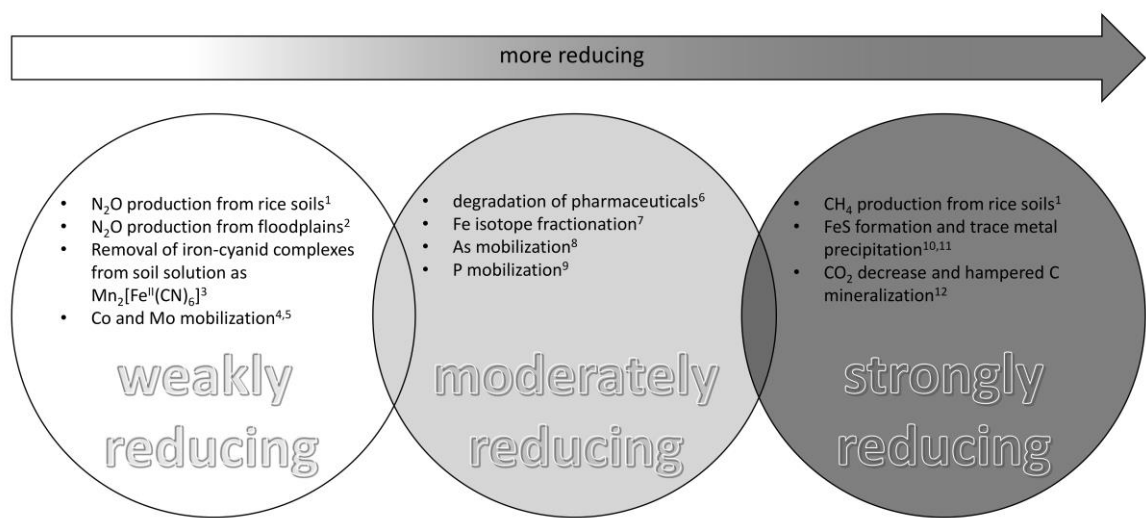 more reducing
• N₂O production from rice soils¹
• N₂O production from floodplains²
• Removal of iron-cyanid complexes
from soil solution as
Mn₂[Feᴵᴵ(CN)₆]³
• Co and Mo mobilization⁴,⁵
weakly
reducing
• degradation of pharmaceuticals⁶
• Fe isotope fractionation⁷
• As mobilization⁸
• P mobilization⁹
moderately
reducing
• CH₄ production from rice soils¹
• FeS formation and trace metal
precipitation¹⁰,¹¹
• CO₂ decrease and hampered C
mineralization¹²
strongly
reducing